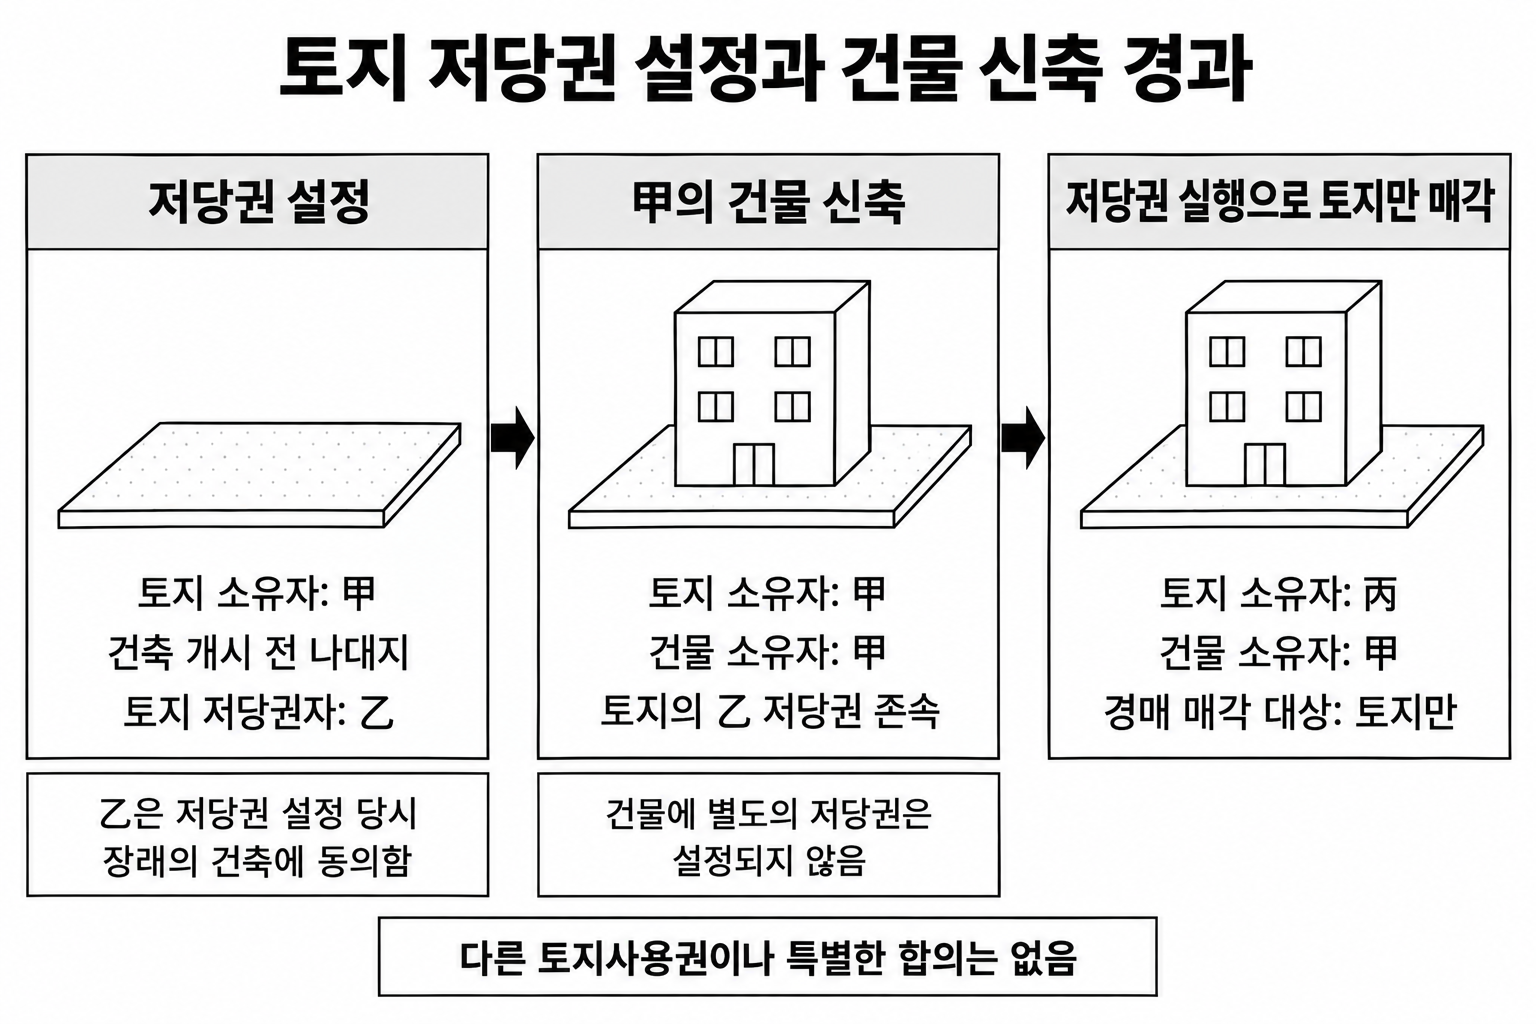 토지 저당권 설정과 건물 신축 경과
저당권 설정
토지 소유자: 甲
건축 개시 전 나대지
토지 저당권자: 乙
乙은 저당권 설정 당시
장래의 건축에 동의함
甲의 건물 신축
토지 소유자: 甲
건물 소유자: 甲
토지의 乙 저당권 존속
건물에 별도의 저당권은
설정되지 않음
저당권 실행으로 토지만 매각
토지 소유자: 丙
건물 소유자: 甲
경매 매각 대상: 토지만
다른 토지사용권이나 특별한 합의는 없음